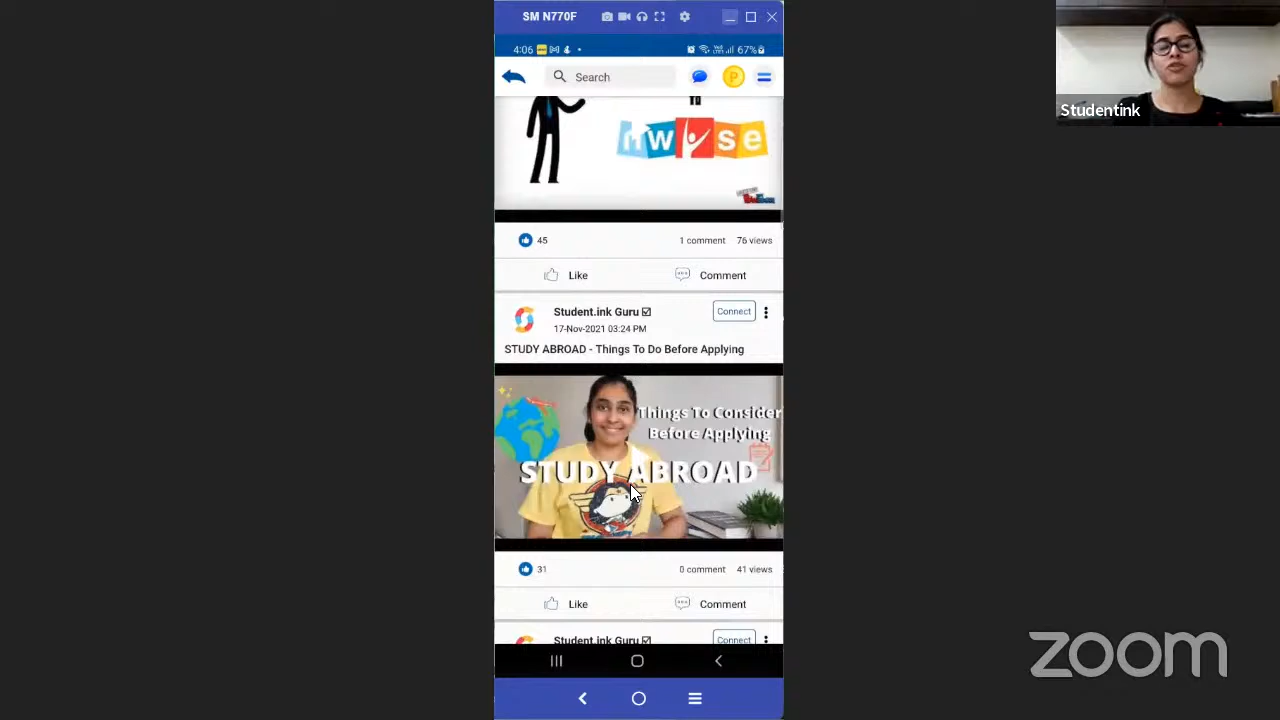 SM N770F
Studentink
4:06
67%
Search
P
nwise
45
1 comment 76 views
Like
Comment
Student.ink Guru
Connect
17-Nov-2021 03:24 PM
STUDY ABROAD - Things To Do Before Applying
Things To Consider
Before Applying
STUDY ABROAD
31
0 comment 41 views
Like
Comment
Student.ink Guru
Connect
zoom